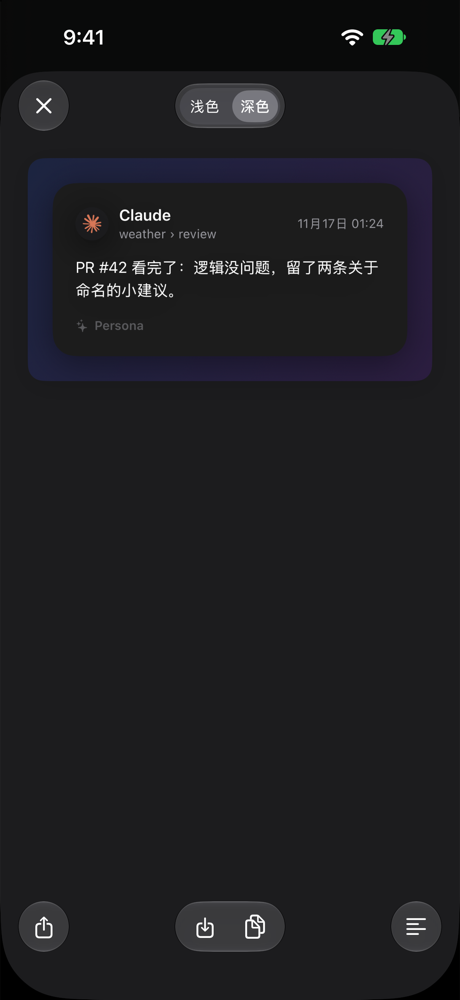 9:41
浅色 深色
Claude
weather › review
11月17日 01:24
PR #42 看完了：逻辑没问题，留了两条关于
命名的小建议。
Persona